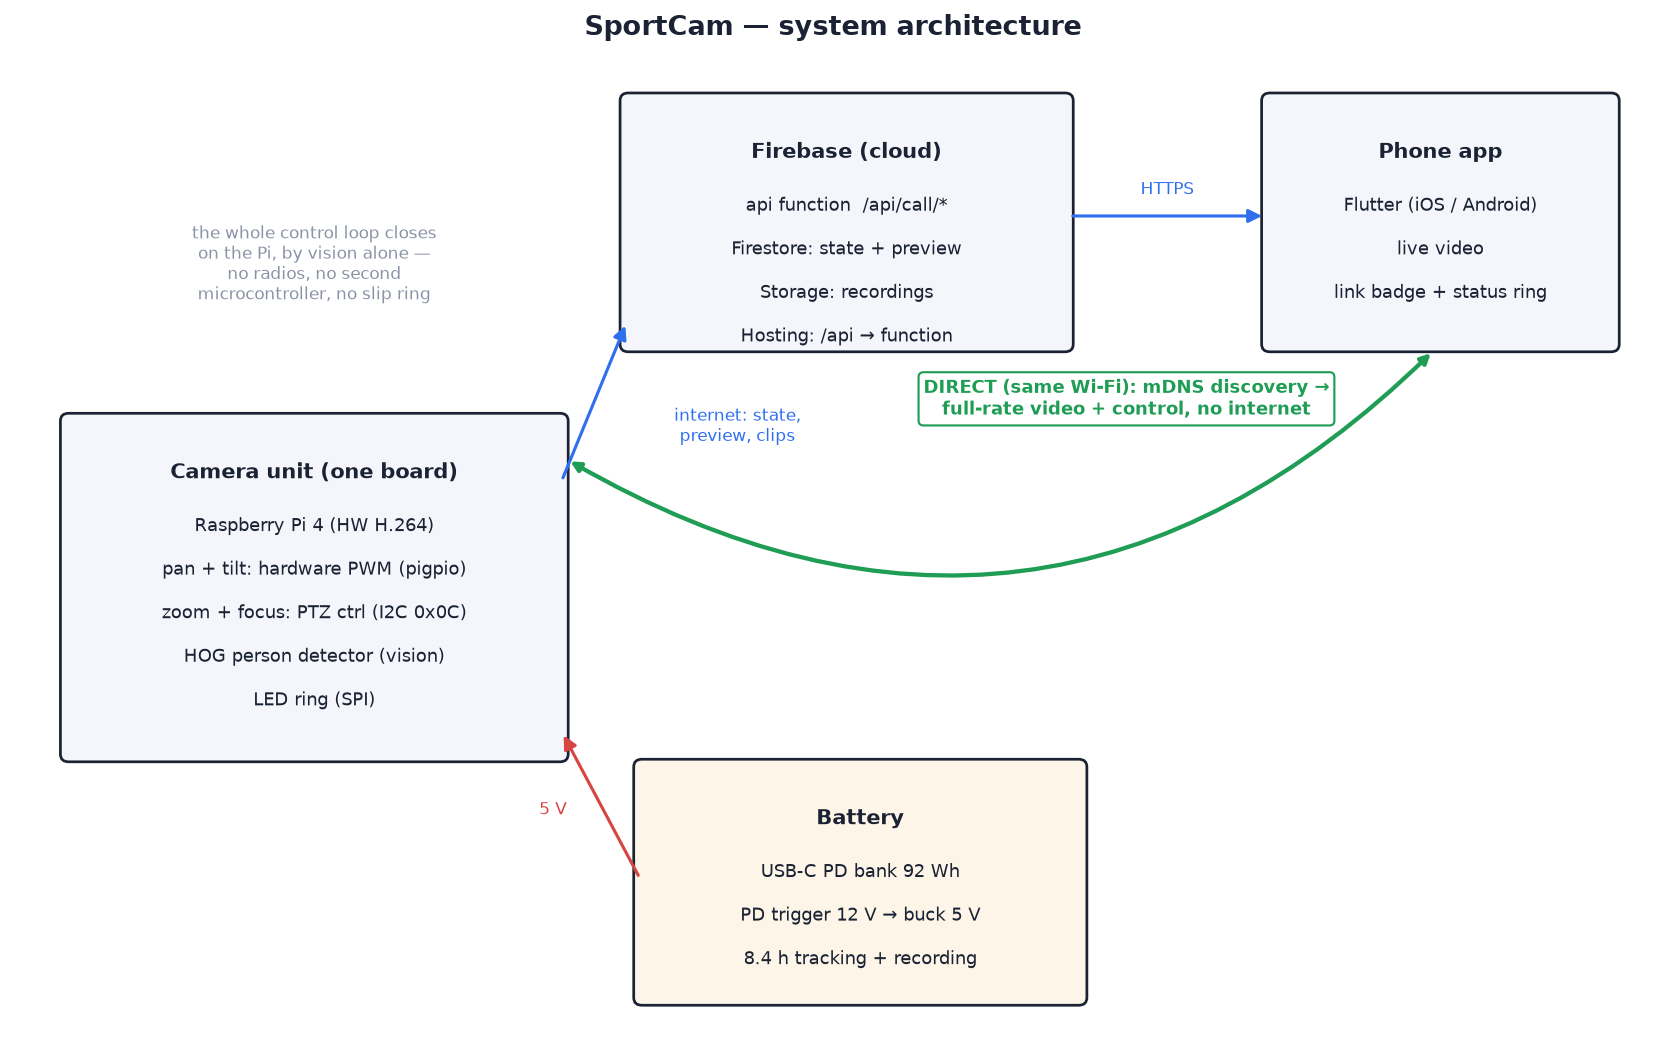 SportCam — system architecture
Firebase (cloud)
api function  /api/call/*
Firestore: state + preview
Storage: recordings
Hosting: /api → function
HTTPS
Phone app
Flutter (iOS / Android)
live video
link badge + status ring
the whole control loop closes
on the Pi, by vision alone —
no radios, no second
microcontroller, no slip ring
DIRECT (same Wi-Fi): mDNS discovery →
full-rate video + control, no internet
internet: state,
preview, clips
Camera unit (one board)
Raspberry Pi 4 (HW H.264)
pan + tilt: hardware PWM (pigpio)
zoom + focus: PTZ ctrl (I2C 0x0C)
HOG person detector (vision)
LED ring (SPI)
5 V
Battery
USB-C PD bank 92 Wh
PD trigger 12 V → buck 5 V
8.4 h tracking + recording